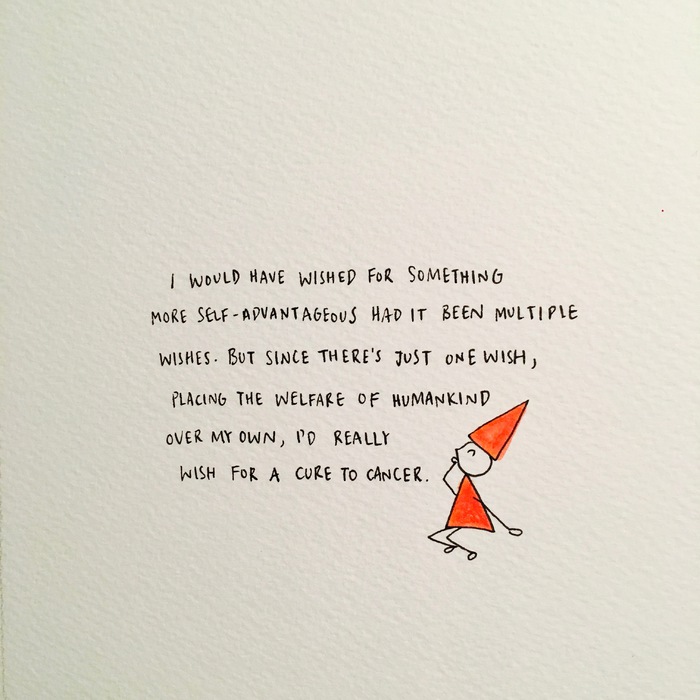 I WOULD HAVE WISHED FOR SOMETHING
MORE SELF-ADVANTAGEOUS HAD IT BEEN MULTIPLE
WISHES. BUT SINCE THERE'S JUST ONE WISH,
PLACING THE WELFARE OF HUMANKIND
OVER MY OWN, I'D REALLY
WISH FOR A CURE TO CANCER.